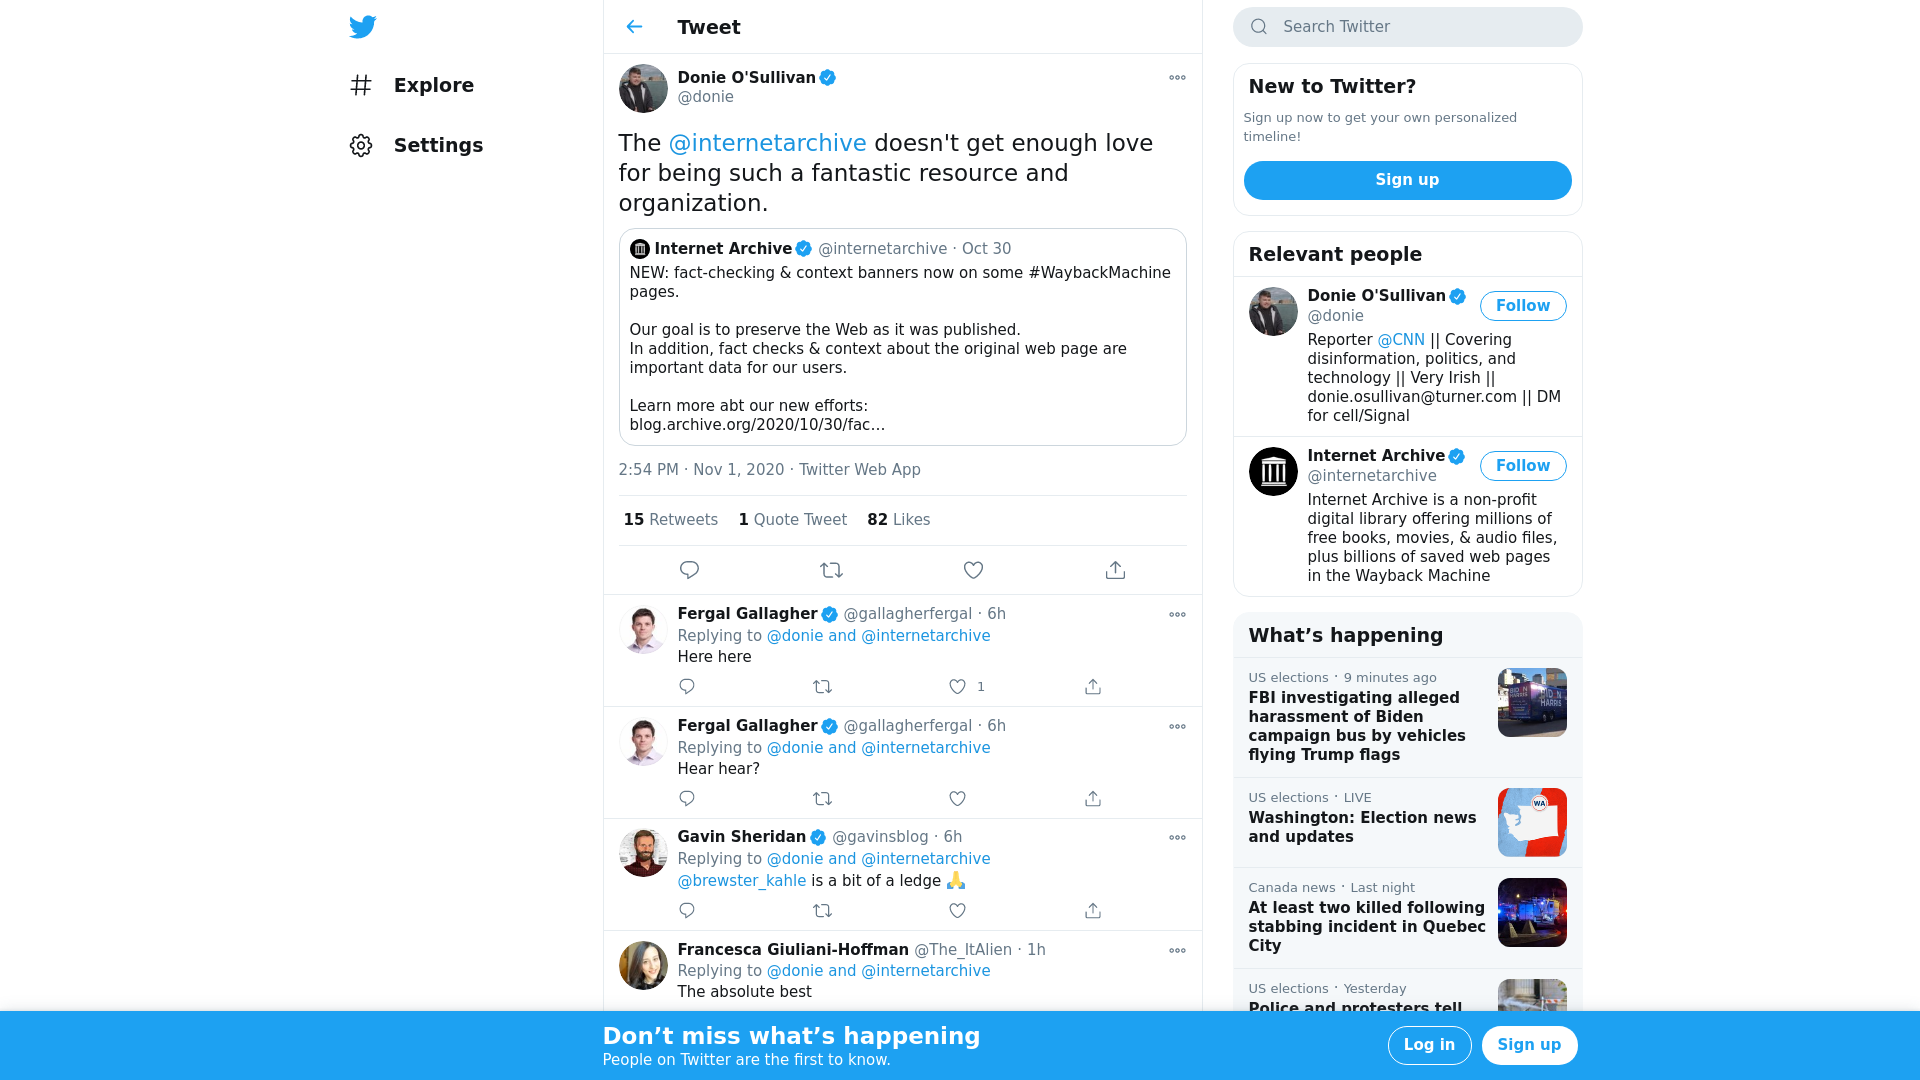 Explore
Settings
Tweet
Donie O'Sullivan
@donie
The @internetarchive doesn't get enough love
for being such a fantastic resource and
organization.
Internet Archive @internetarchive · Oct 30
NEW: fact-checking & context banners now on some #WaybackMachine
pages.
Our goal is to preserve the Web as it was published.
In addition, fact checks & context about the original web page are
important data for our users.
Learn more abt our new efforts:
blog.archive.org/2020/10/30/fac…
2:54 PM · Nov 1, 2020 · Twitter Web App
15 Retweets 1 Quote Tweet 82 Likes
Fergal Gallagher @gallagherfergal · 6h
Replying to @donie and @internetarchive
Here here
1
Fergal Gallagher @gallagherfergal · 6h
Replying to @donie and @internetarchive
Hear hear?
Gavin Sheridan @gavinsblog · 6h
Replying to @donie and @internetarchive
@brewster_kahle is a bit of a ledge 🙏
Francesca Giuliani-Hoffman @The_ItAlien · 1h
Replying to @donie and @internetarchive
The absolute best
Search Twitter
New to Twitter?
Sign up now to get your own personalized
timeline!
Sign up
Relevant people
Donie O'Sullivan
@donie
Follow
Reporter @CNN || Covering
disinformation, politics, and
technology || Very Irish ||
donie.osullivan@turner.com || DM
for cell/Signal
Internet Archive
@internetarchive
Follow
Internet Archive is a non-profit
digital library offering millions of
free books, movies, & audio files,
plus billions of saved web pages
in the Wayback Machine
What's happening
US elections · 9 minutes ago
FBI investigating alleged
harassment of Biden
campaign bus by vehicles
flying Trump flags
US elections · LIVE
Washington: Election news
and updates
WA
Canada news · Last night
At least two killed following
stabbing incident in Quebec
City
US elections · Yesterday
Police and protesters tell
Don't miss what's happening
People on Twitter are the first to know.
Log in
Sign up